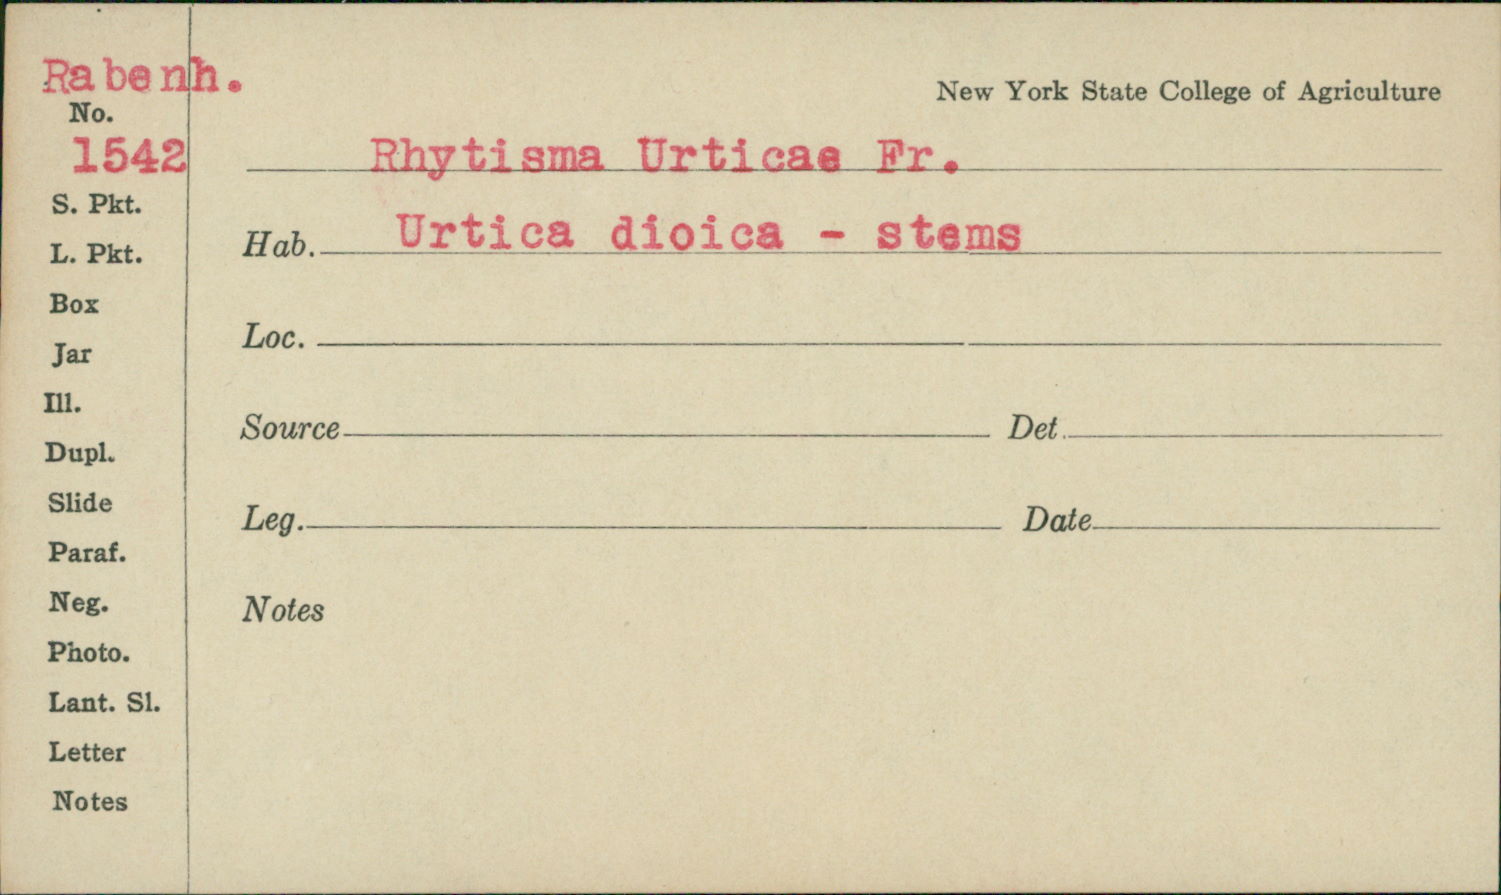 Rabenh.
New York State College of Agriculture
No.
1542
Rhytisma Urticae Fr.
S. Pkt.
Hab. Urtica dioica - stems
L. Pkt.
Box
Loc.
Jar
Ill.
Source Det.
Dupl.
Slide
Leg. Date
Paraf.
Neg.
Notes
Photo.
Lant. Sl.
Letter
Notes